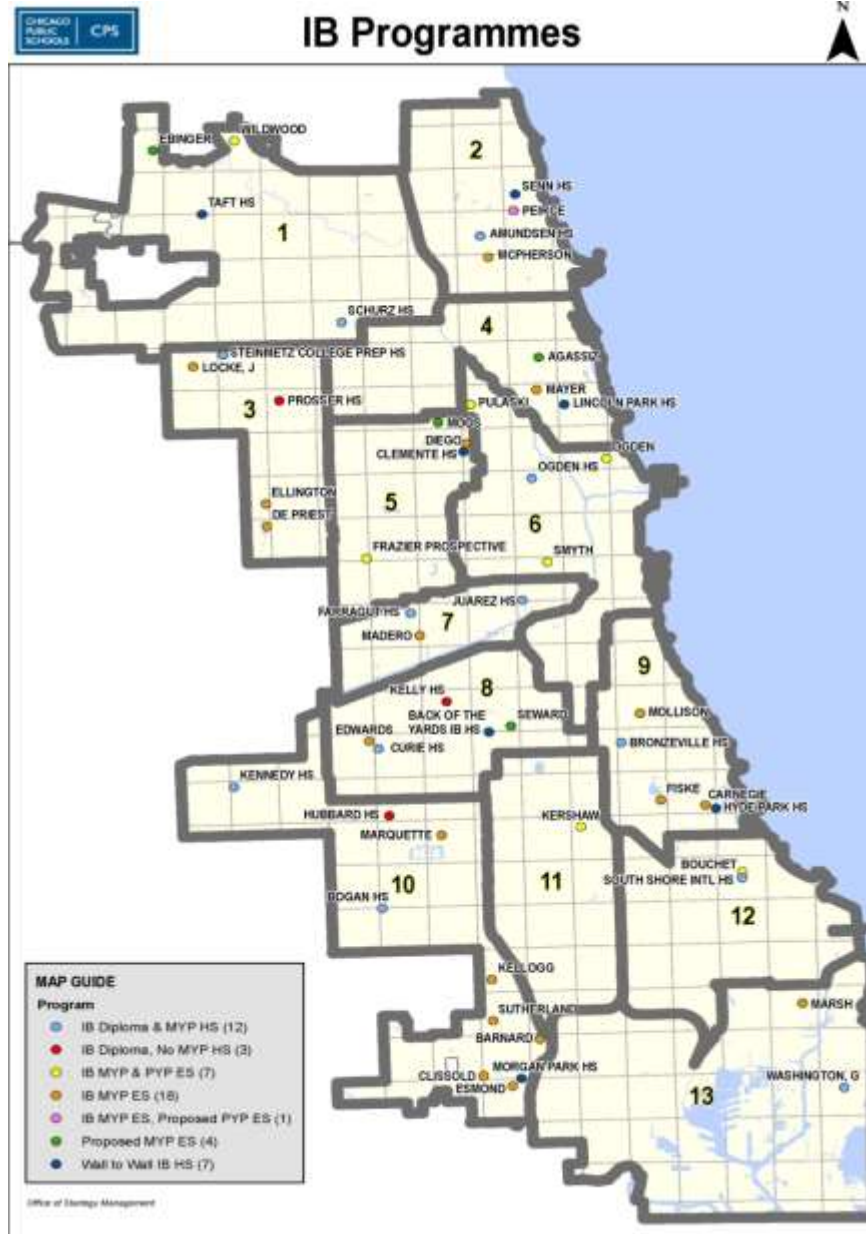 CHICAGO
PUBLIC
SCHOOLS
CPS
IB Programmes
N
EBINGER
WILDWOOD
2
SENN HS
TAFT HS
PEIRCE
1
AMUNDSEN HS
MCPHERSON
SCHURZ HS
4
STEINMETZ COLLEGE PREP HS
AGASSIZ
LOCKE, J
MAYER
3
PROSSER HS
PULASKI
LINCOLN PARK HS
MOOS
DIEGO
CLEMENTE HS
OGDEN
OGDEN HS
ELLINGTON
5
DE PRIEST
6
FRAZIER PROSPECTIVE
SMYTH
JUAREZ HS
FARRAGUT HS
7
MADERO
9
KELLY HS
8
BACK OF THE
YARDS IB HS
SEWARD
MOLLISON
EDWARDS
CURIE HS
BRONZEVILLE HS
KENNEDY HS
FISKE
CARNEGIE
HYDE PARK HS
HUBBARD HS
KERSHAW
MARQUETTE
BOUCHET
SOUTH SHORE INTL HS
10
11
12
BOGAN HS
KELLOGG
MARSH
SUTHERLAND
BARNARD
MORGAN PARK HS
CLISSOLD
ESMOND
WASHINGTON, G
13
MAP GUIDE
Program
IB Diploma & MYP HS (12)
IB Diploma, No MYP HS (3)
IB MYP & PYP ES (7)
IB MYP ES (18)
IB MYP ES, Proposed PYP ES (1)
Proposed MYP ES (4)
Wall to Wall IB HS (7)
Office of Strategy Management